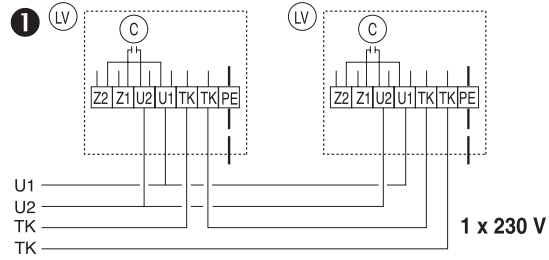 1 LV LV
C C
Z2 Z1 U2 U1 TK TK PE Z2 Z1 U2 U1 TK TK PE
U1
U2
TK
TK
1 x 230 V